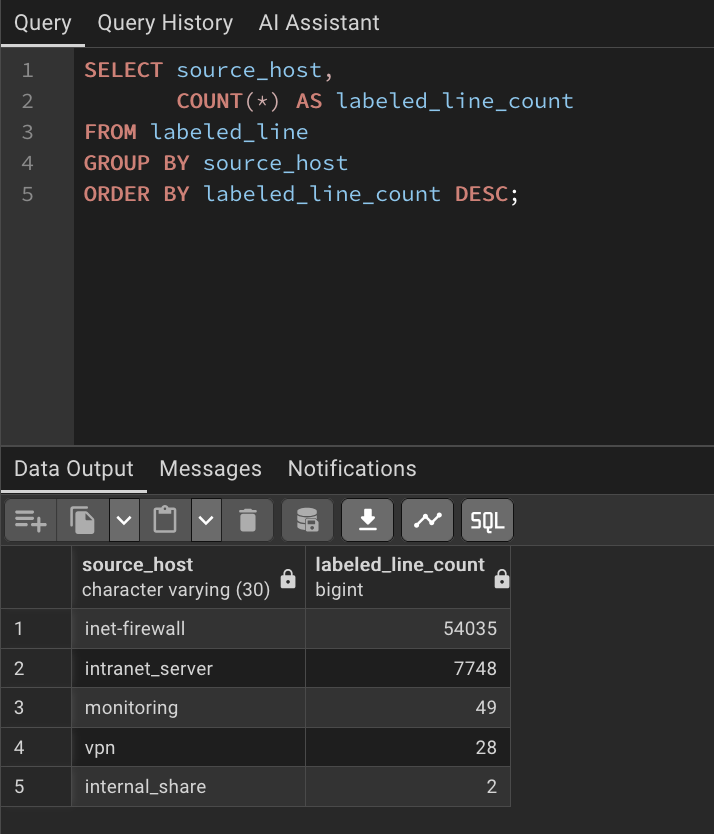 Query Query History AI Assistant
1 SELECT source_host,
2 COUNT(*) AS labeled_line_count
3 FROM labeled_line
4 GROUP BY source_host
5 ORDER BY labeled_line_count DESC;
Data Output Messages Notifications
SQL
source_host labeled_line_count
character varying (30) bigint
1 inet-firewall 54035
2 intranet_server 7748
3 monitoring 49
4 vpn 28
5 internal_share 2